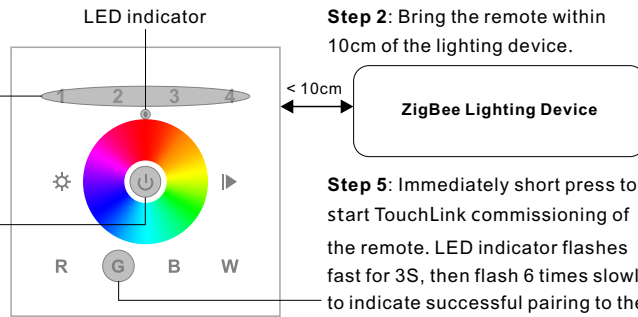 LED indicator
Step 2: Bring the remote within
10cm of the lighting device.
1 2 3 4
< 10cm
ZigBee Lighting Device
Step 5: Immediately short press to
start TouchLink commissioning of
the remote. LED indicator flashes
fast for 3S, then flash 6 times slowl
to indicate successful pairing to the
R G B W